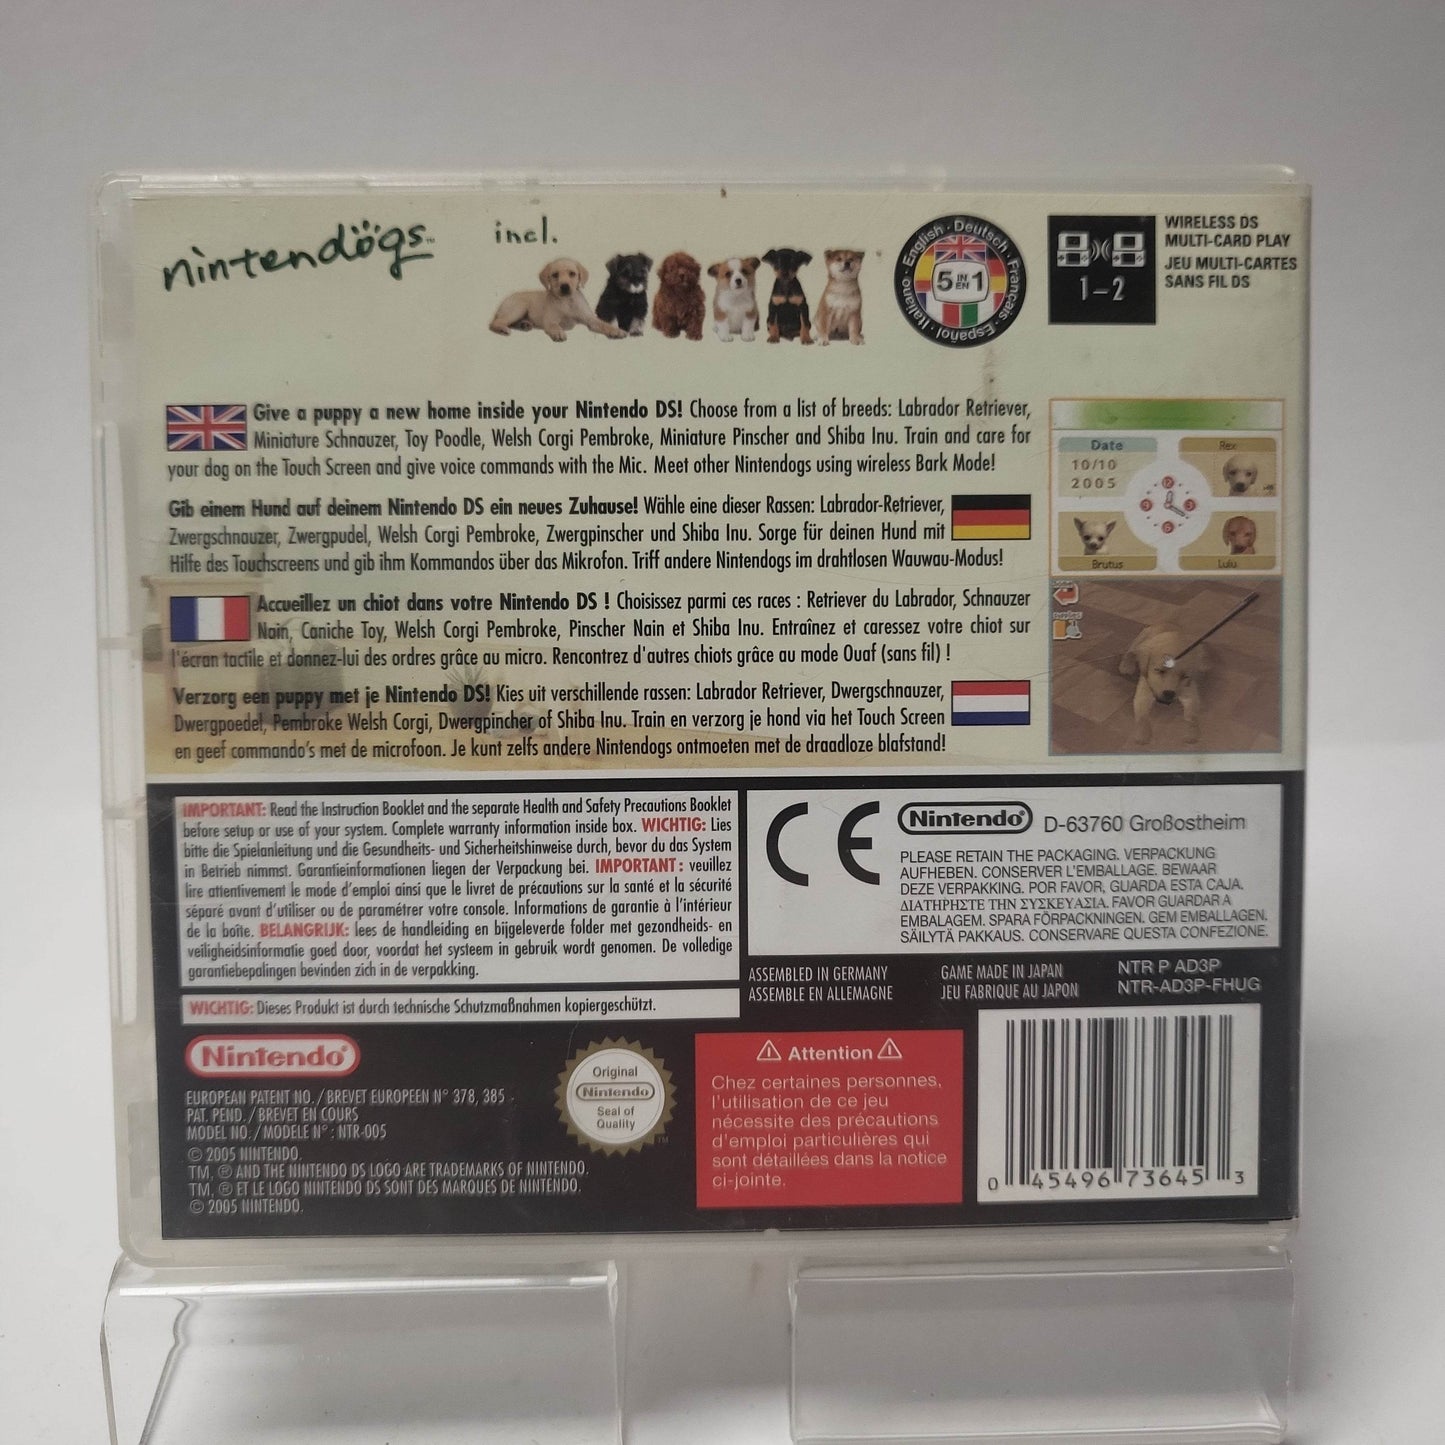 nintendögs™
incl.
English · Deutsch · Français · Español · Italiano
5 IN EN 1
1–2
WIRELESS DS
MULTI-CARD PLAY
JEU MULTI-CARTES
SANS FIL DS
Give a puppy a new home inside your Nintendo DS! Choose from a list of breeds: Labrador Retriever,
Miniature Schnauzer, Toy Poodle, Welsh Corgi Pembroke, Miniature Pinscher and Shiba Inu. Train and care for
your dog on the Touch Screen and give voice commands with the Mic. Meet other Nintendogs using wireless Bark Mode!
Gib einem Hund auf deinem Nintendo DS ein neues Zuhause! Wähle eine dieser Rassen: Labrador-Retriever,
Zwergschnauzer, Zwergpudel, Welsh Corgi Pembroke, Zwergpinscher und Shiba Inu. Sorge für deinen Hund mit
Hilfe des Touchscreens und gib ihm Kommandos über das Mikrofon. Triff andere Nintendogs im drahtlosen Wauwau-Modus!
Accueillez un chiot dans votre Nintendo DS ! Choisissez parmi ces races : Retriever du Labrador, Schnauzer
Nain, Caniche Toy, Welsh Corgi Pembroke, Pinscher Nain et Shiba Inu. Entraînez et caressez votre chiot sur
l'écran tactile et donnez-lui des ordres grâce au micro. Rencontrez d'autres chiots grâce au mode Ouaf (sans fil) !
Verzorg een puppy met je Nintendo DS! Kies uit verschillende rassen: Labrador Retriever, Dwergschnauzer,
Dwergpoedel, Pembroke Welsh Corgi, Dwergpincher of Shiba Inu. Train en verzorg je hond via het Touch Screen
en geef commando's met de microfoon. Je kunt zelfs andere Nintendogs ontmoeten met de draadloze blafstand!
Date
10/10
2005
Rex
12
3
6
9
Brutus
Lulu
IMPORTANT: Read the Instruction Booklet and the separate Health and Safety Precautions Booklet
before setup or use of your system. Complete warranty information inside box. WICHTIG: Lies
bitte die Spielanleitung und die Gesundheits- und Sicherheitshinweise durch, bevor du das System
in Betrieb nimmst. Garantieinformationen liegen der Verpackung bei. IMPORTANT : veuillez
lire attentivement le mode d'emploi ainsi que le livret de précautions sur la santé et la sécurité
séparé avant d'utiliser ou de paramétrer votre console. Informations de garantie à l'intérieur
de la boîte. BELANGRIJK: lees de handleiding en bijgeleverde folder met gezondheids- en
veiligheidsinformatie goed door, voordat het systeem in gebruik wordt genomen. De volledige
garantiebepalingen bevinden zich in de verpakking.
WICHTIG: Dieses Produkt ist durch technische Schutzmaßnahmen kopiergeschützt.
CE
Nintendo® D-63760 Großostheim
PLEASE RETAIN THE PACKAGING. VERPACKUNG
AUFHEBEN. CONSERVER L'EMBALLAGE. BEWAAR
DEZE VERPAKKING. POR FAVOR, GUARDA ESTA CAJA.
ΔΙΑΤΗΡΗΣΤΕ ΤΗΝ ΣΥΣΚΕΥΑΣΙΑ. FAVOR GUARDAR A
EMBALAGEM. SPARA FÖRPACKNINGEN. GEM EMBALLAGEN.
SÄILYTÄ PAKKAUS. CONSERVARE QUESTA CONFEZIONE.
ASSEMBLED IN GERMANY
ASSEMBLE EN ALLEMAGNE
GAME MADE IN JAPAN
JEU FABRIQUE AU JAPON
NTR P AD3P
NTR-AD3P-FHUG
Nintendo®
EUROPEAN PATENT NO. / BREVET EUROPEEN N° 378, 385 -
PAT. PEND. / BREVET EN COURS
MODEL NO. / MODELE N° : NTR-005
© 2005 NINTENDO.
TM, ® AND THE NINTENDO DS LOGO ARE TRADEMARKS OF NINTENDO.
TM, ® ET LE LOGO NINTENDO DS SONT DES MARQUES DE NINTENDO.
© 2005 NINTENDO.
Original
Nintendo®
Seal of
Quality
TM
Attention
Chez certaines personnes,
l'utilisation de ce jeu
nécessite des précautions
d'emploi particulières qui
sont détaillées dans la notice
ci-jointe.
0 45496 73645 3